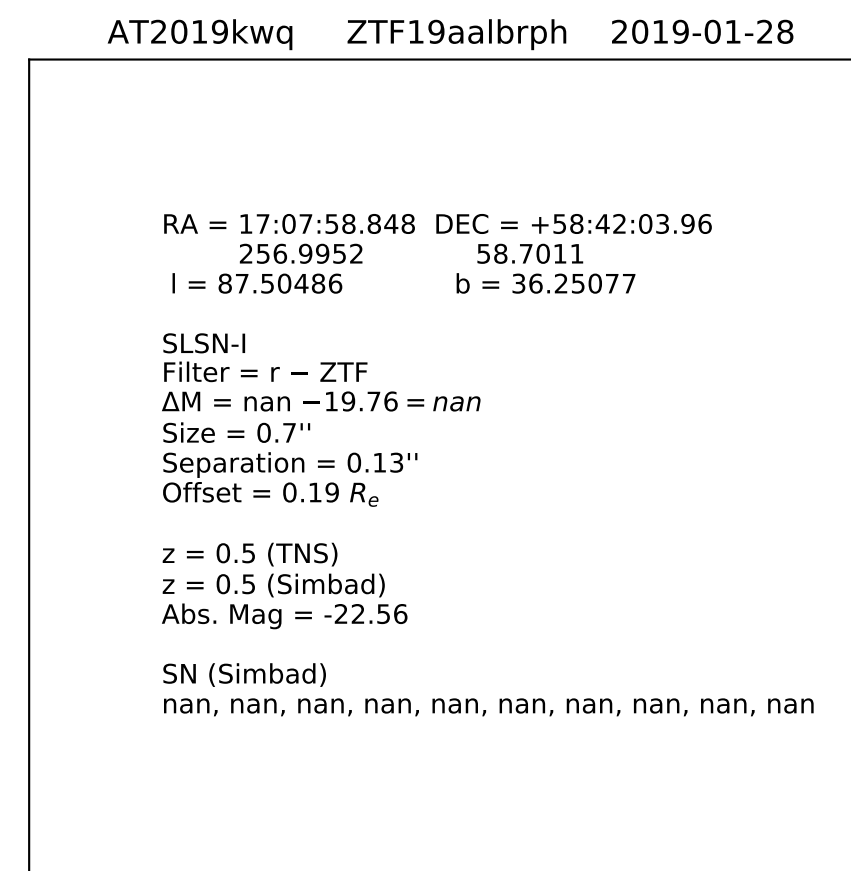 AT2019kwq ZTF19aalbrph 2019-01-28
RA = 17:07:58.848 DEC = +58:42:03.96
256.9952 58.7011
l = 87.50486 b = 36.25077
SLSN-I
Filter = r − ZTF
ΔM = nan −19.76 = nan
Size = 0.7''
Separation = 0.13''
Offset = 0.19 Rₑ
z = 0.5 (TNS)
z = 0.5 (Simbad)
Abs. Mag = -22.56
SN (Simbad)
nan, nan, nan, nan, nan, nan, nan, nan, nan, nan